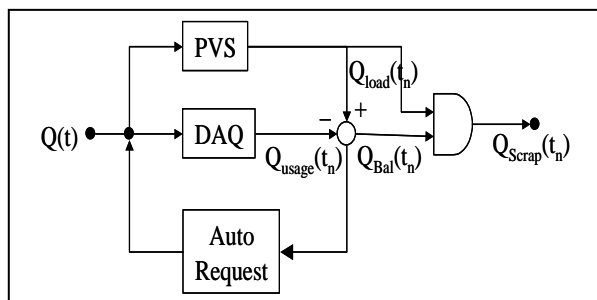 PVS
Q_load(t_n)
− +
Q(t) DAQ
Q_usage(t_n) Q_Bal(t_n) Q_Scrap(t_n)
Auto
Request